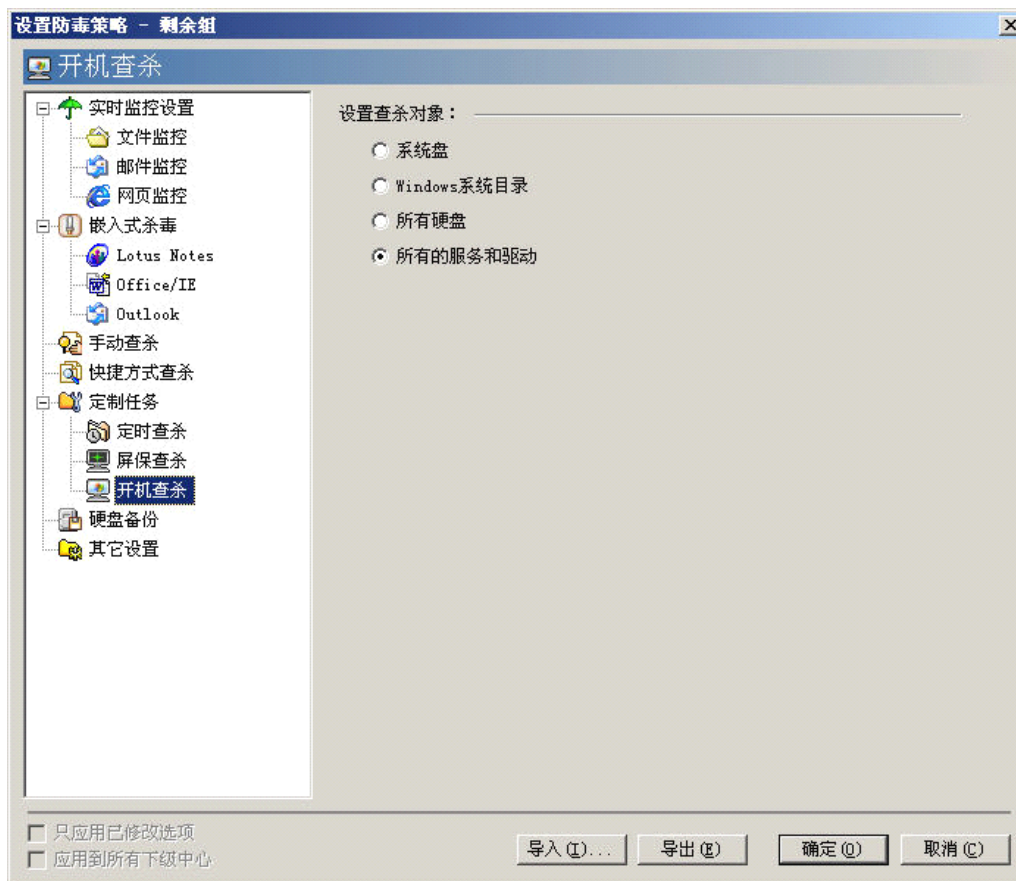 设置防毒策略 - 剩余组
开机查杀
实时监控设置
文件监控
邮件监控
网页监控
嵌入式杀毒
Lotus Notes
Office/IE
Outlook
手动查杀
快捷方式查杀
定制任务
定时查杀
屏保查杀
开机查杀
硬盘备份
其它设置
设置查杀对象：
系统盘
Windows系统目录
所有硬盘
所有的服务和驱动
只应用已修改选项
应用到所有下级中心
导入(I)... 导出(E) 确定(O) 取消(C)